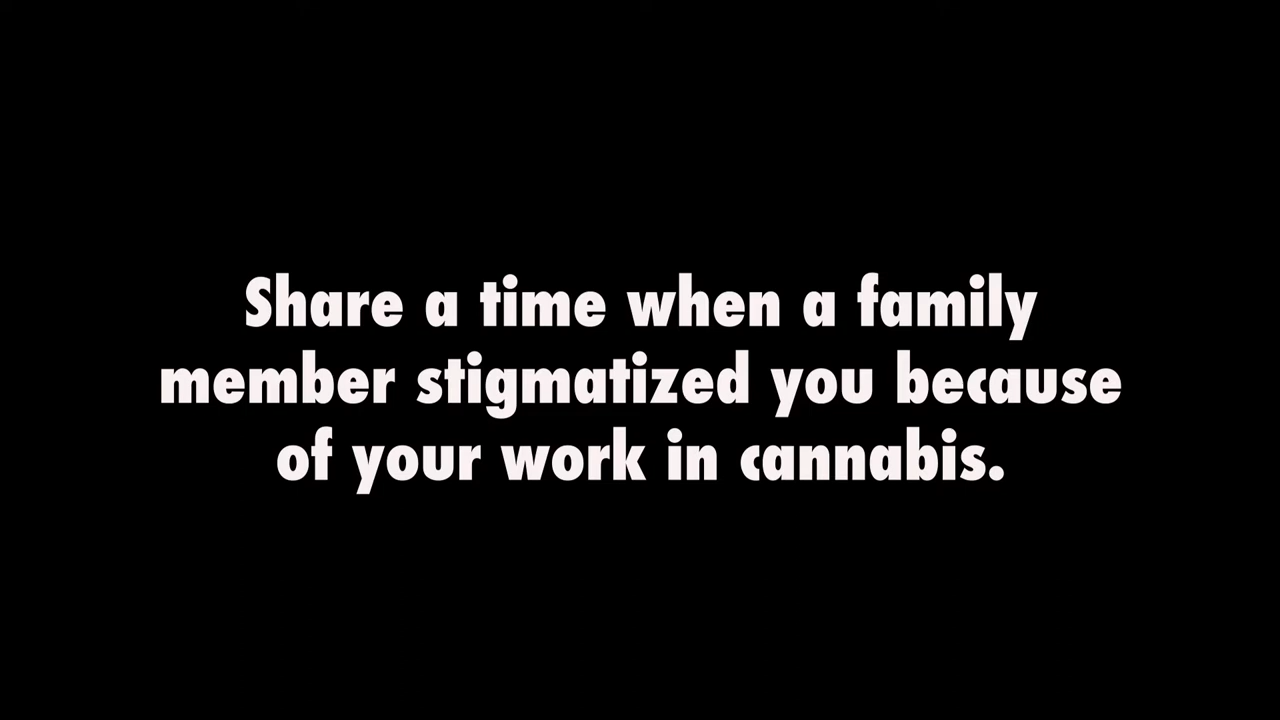 Share a time when a family
member stigmatized you because
of your work in cannabis.